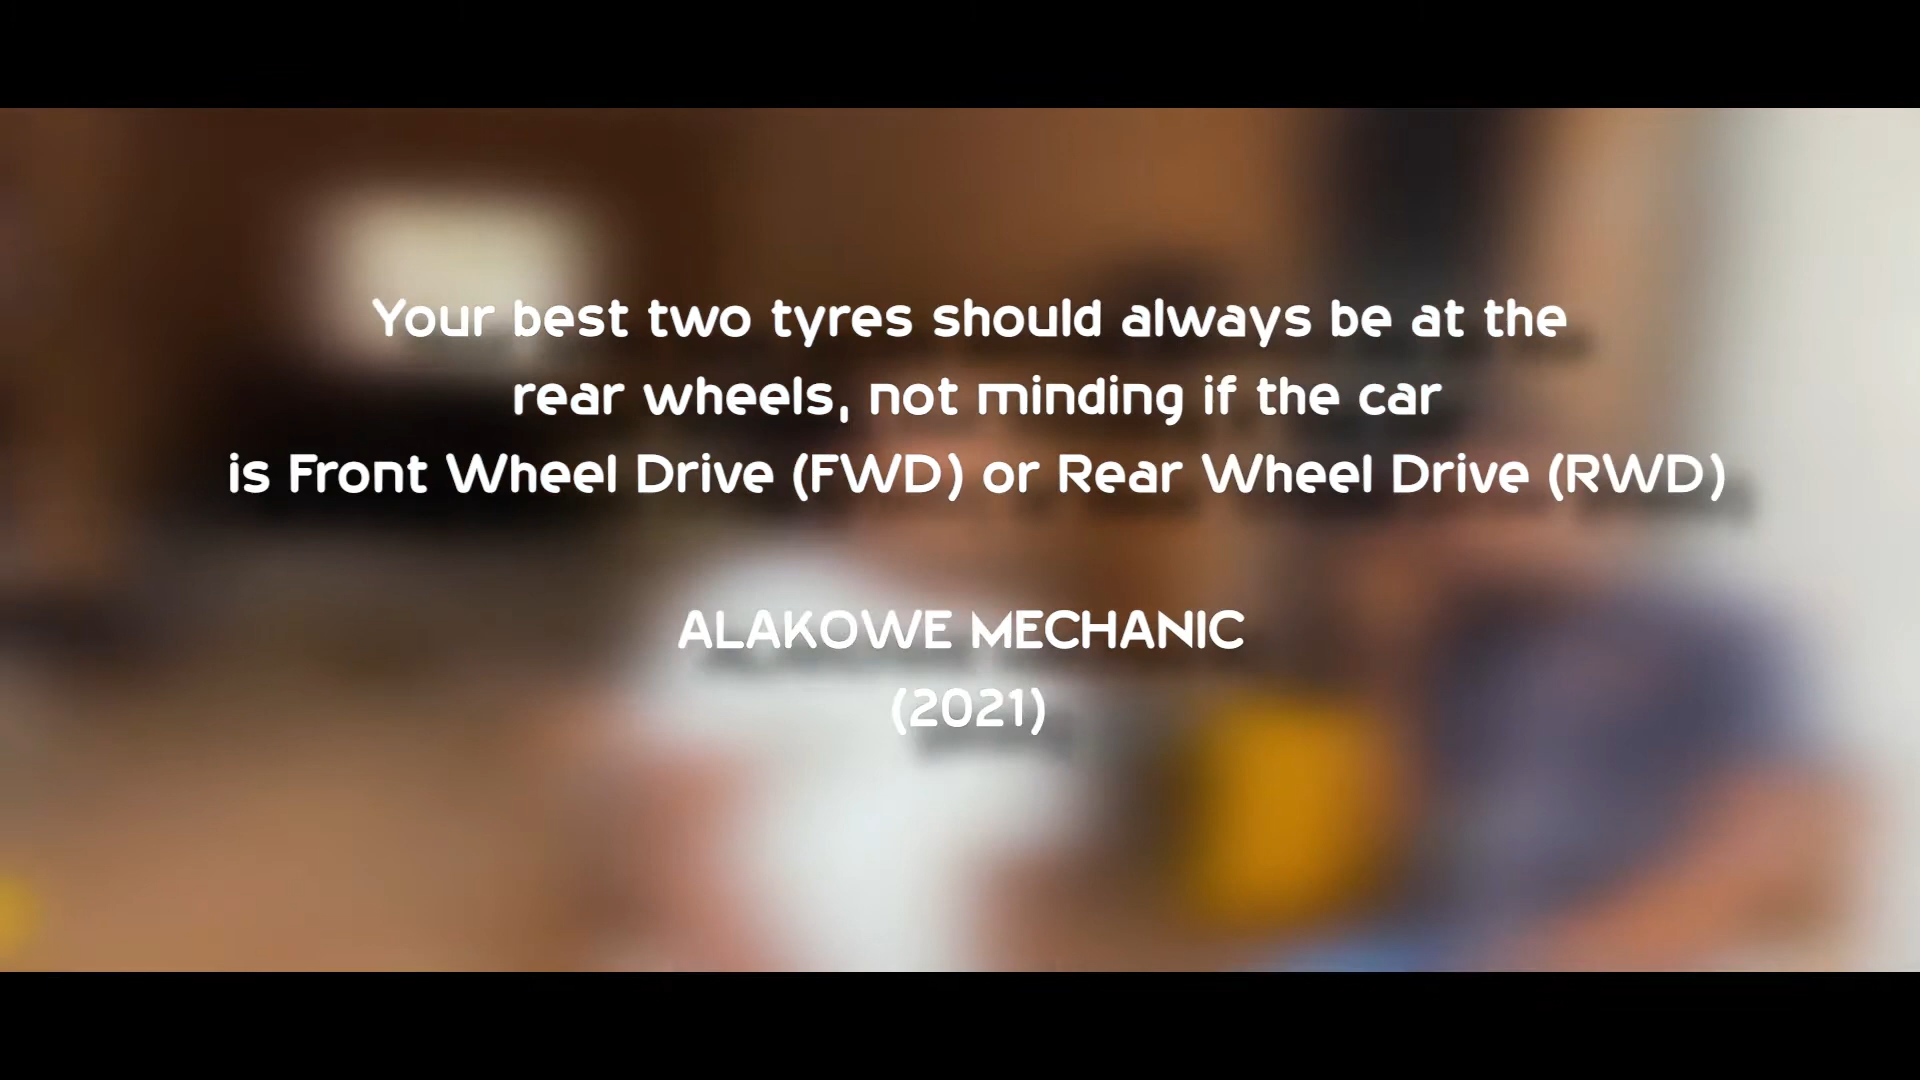 Your best two tyres should always be at the
rear wheels, not minding if the car
is Front Wheel Drive (FWD) or Rear Wheel Drive (RWD)
ALAKOWE MECHANIC
(2021)